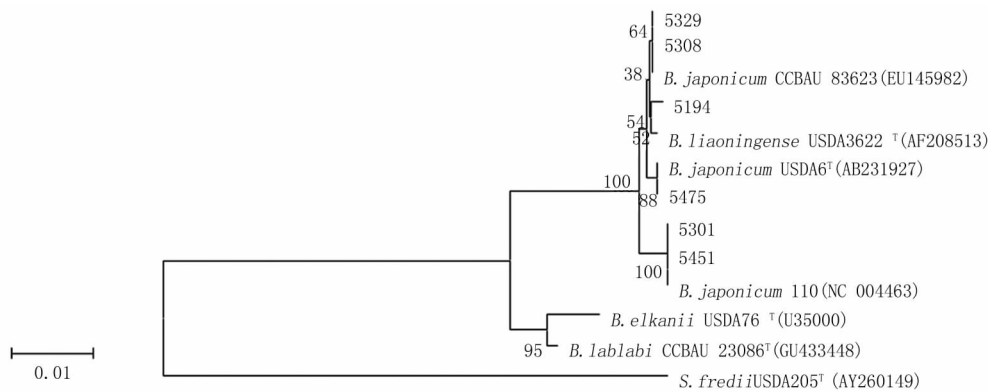 5329
64
5308
38
B. japonicum CCBAU 83623(EU145982)
5194
54
52
B. liaoningense USDA3622 T(AF208513)
B. japonicum USDA6T(AB231927)
100
88
5475
5301
5451
100
B. japonicum 110(NC 004463)
B. elkanii USDA76 T(U35000)
95
B. lablabi CCBAU 23086T(GU433448)
0.01
S. frediiUSDA205T (AY260149)